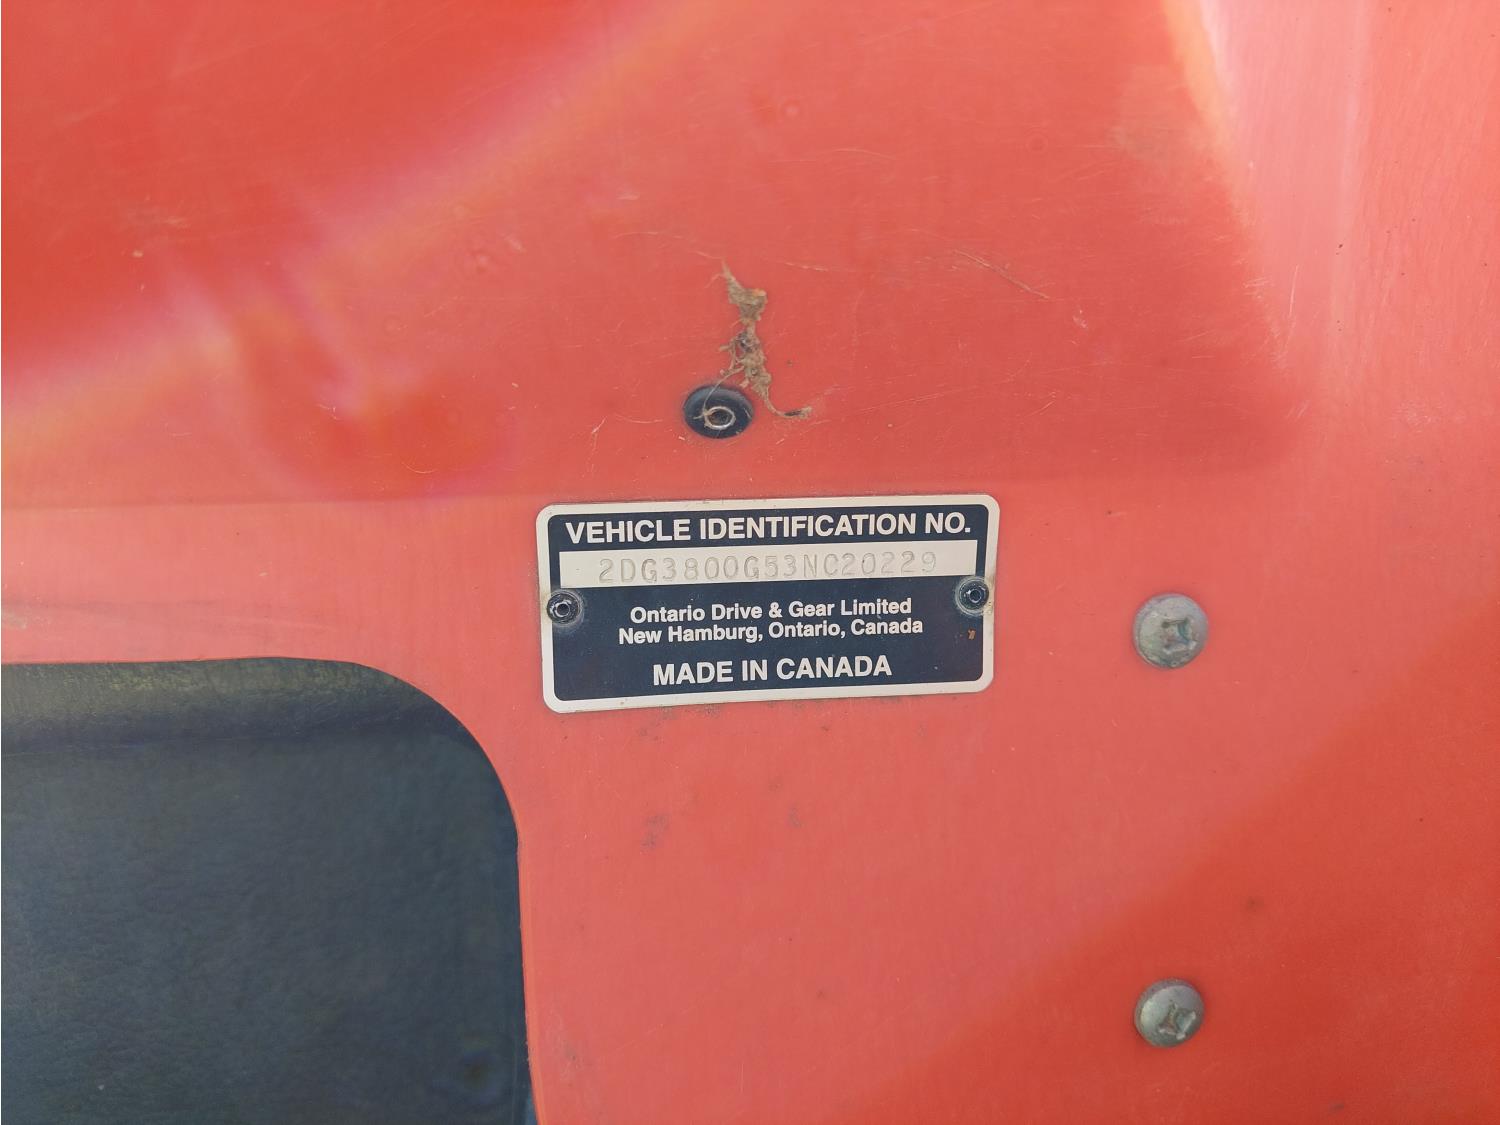 VEHICLE IDENTIFICATION NO.
2DG3800G53NC20229
Ontario Drive & Gear Limited
New Hamburg, Ontario, Canada
MADE IN CANADA